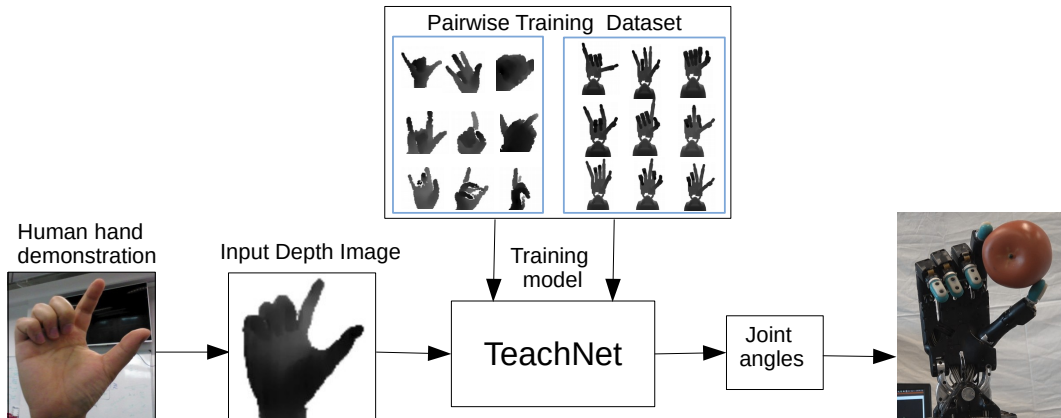 Pairwise Training Dataset
Human hand
demonstration
Input Depth Image
Training
model
TeachNet
Joint
angles